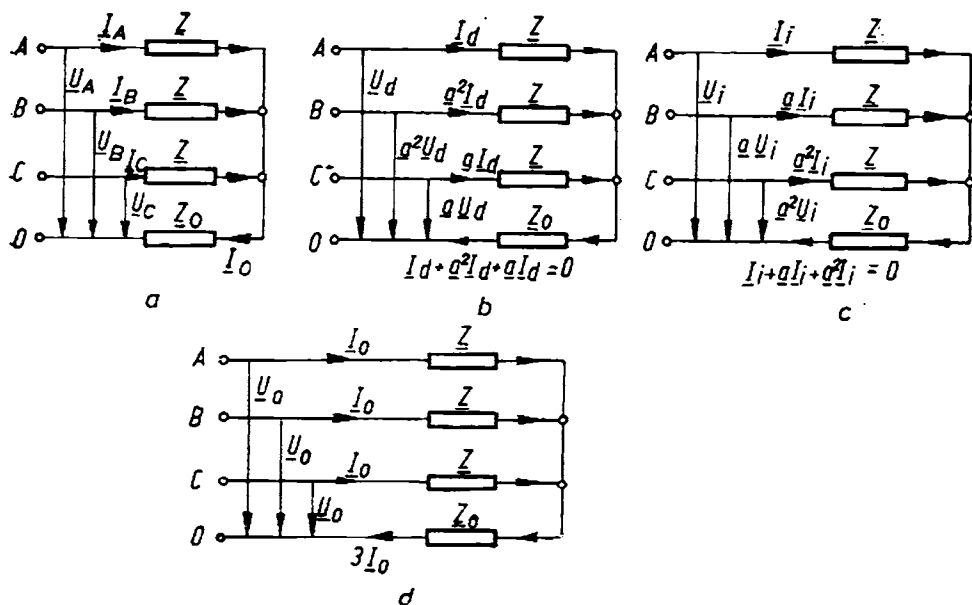 A I_A Z
B U_A I_B Z
C U_B I_C Z
0 U_C Z_0
I_0
a
A I_d Z
B U_d a²I_d Z
C a²U_d aI_d Z
0 aU_d Z_0
I_d + a²I_d + aI_d = 0
b
A I_i Z
B U_i aI_i Z
C aU_i a²I_i Z
0 a²U_i Z_0
I_i + aI_i + a²I_i = 0
c
A I_0 Z
B U_0 I_0 Z
C U_0 I_0 Z
0 U_0 Z_0
3I_0
d